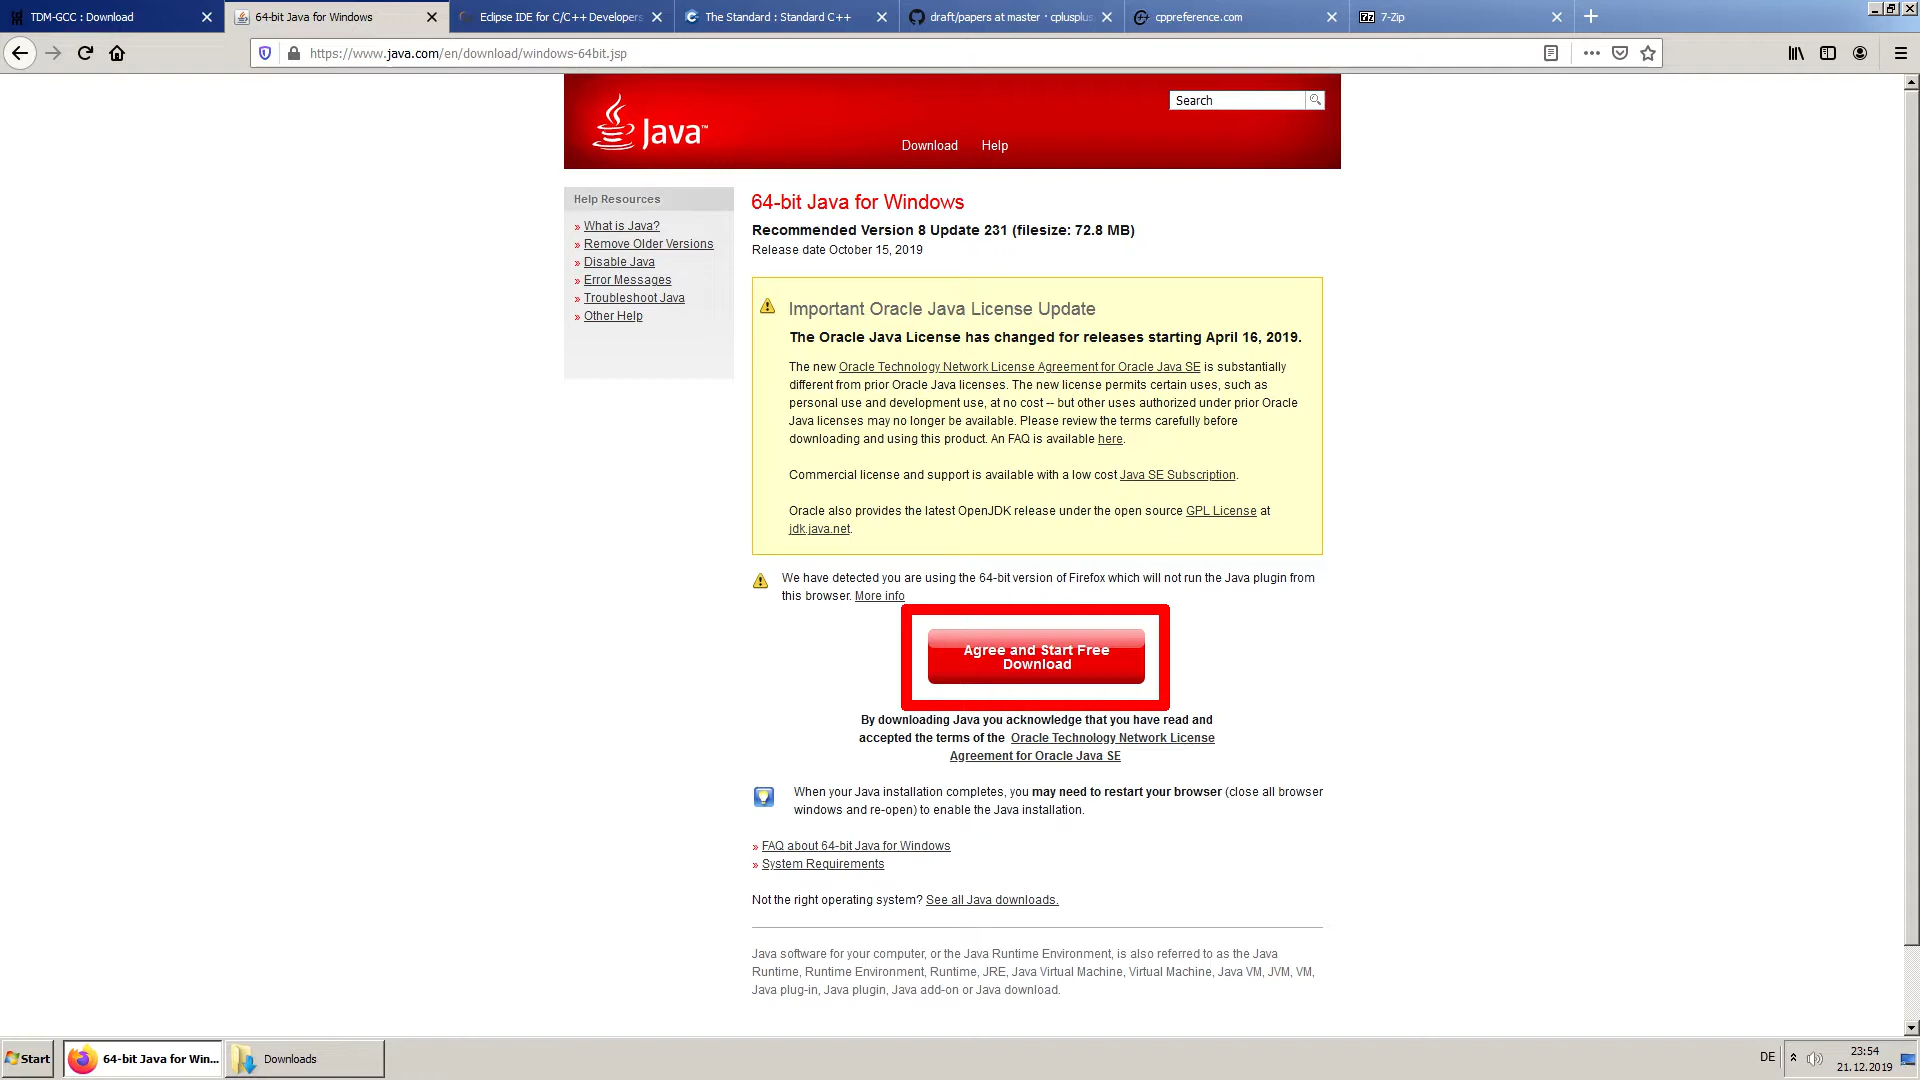 TDM-GCC : Download
64-bit Java for Windows
Eclipse IDE for C/C++ Developers
The Standard : Standard C++
draft/papers at master · cplusplus
cppreference.com
7z 7-Zip
https://www.java.com/en/download/windows-64bit.jsp
Java™
Search
Download Help
Help Resources
» What is Java?
» Remove Older Versions
» Disable Java
» Error Messages
» Troubleshoot Java
» Other Help
64-bit Java for Windows
Recommended Version 8 Update 231 (filesize: 72.8 MB)
Release date October 15, 2019
Important Oracle Java License Update
The Oracle Java License has changed for releases starting April 16, 2019.
The new Oracle Technology Network License Agreement for Oracle Java SE is substantially
different from prior Oracle Java licenses. The new license permits certain uses, such as
personal use and development use, at no cost -- but other uses authorized under prior Oracle
Java licenses may no longer be available. Please review the terms carefully before
downloading and using this product. An FAQ is available here.
Commercial license and support is available with a low cost Java SE Subscription.
Oracle also provides the latest OpenJDK release under the open source GPL License at
jdk.java.net.
We have detected you are using the 64-bit version of Firefox which will not run the Java plugin from
this browser. More info
Agree and Start Free
Download
By downloading Java you acknowledge that you have read and
accepted the terms of the Oracle Technology Network License
Agreement for Oracle Java SE
When your Java installation completes, you may need to restart your browser (close all browser
windows and re-open) to enable the Java installation.
» FAQ about 64-bit Java for Windows
» System Requirements
Not the right operating system? See all Java downloads.
Java software for your computer, or the Java Runtime Environment, is also referred to as the Java
Runtime, Runtime Environment, Runtime, JRE, Java Virtual Machine, Virtual Machine, Java VM, JVM, VM,
Java plug-in, Java plugin, Java add-on or Java download.
Start
64-bit Java for Win...
Downloads
DE
23:54
21.12.2019